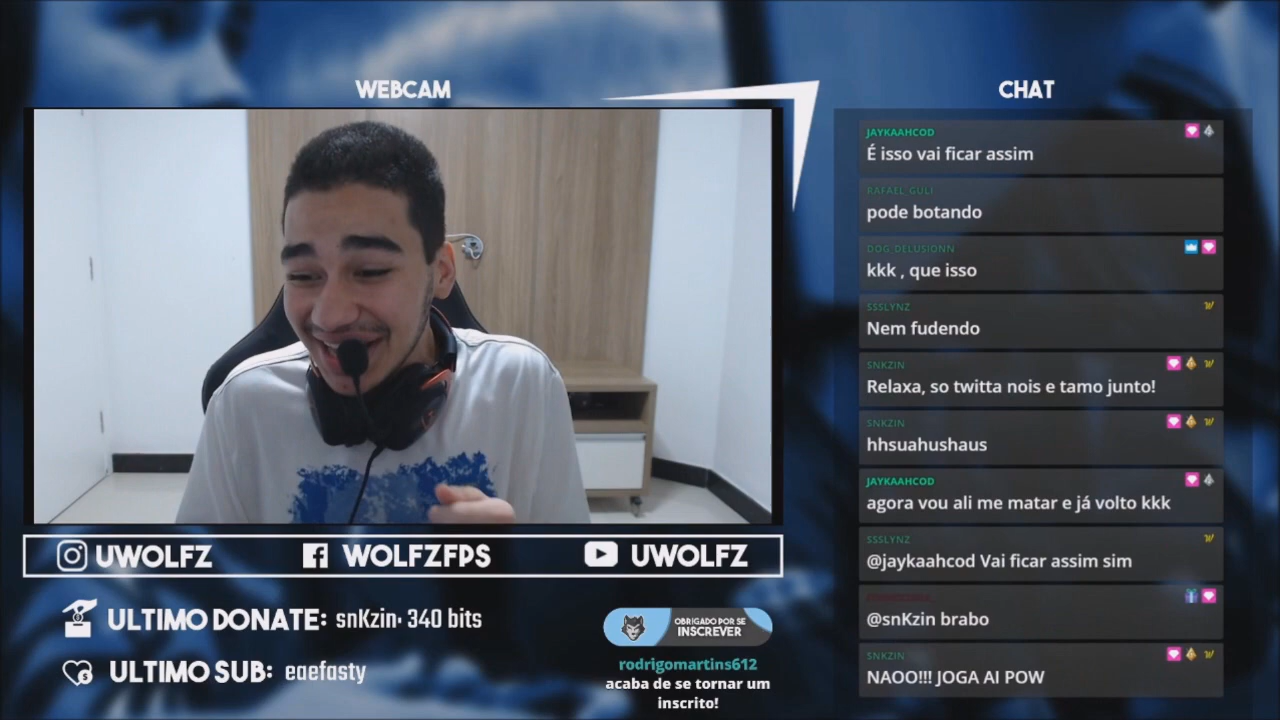 WEBCAM
CHAT
UWOLFZ
WOLFZFPS
UWOLFZ
ULTIMO DONATE: snKzin: 340 bits
ULTIMO SUB: eaefasty
OBRIGADO POR SE
INSCREVER
rodrigomartins612
acaba de se tornar um
inscrito!
JAYKAAHCOD
É isso vai ficar assim
RAFAEL_GULI
pode botando
DOG_DELUSIONN
kkk , que isso
SSSLYNZ
Nem fudendo
SNKZIN
Relaxa, so twitta nois e tamo junto!
SNKZIN
hhsuahushaus
JAYKAAHCOD
agora vou ali me matar e já volto kkk
SSSLYNZ
@jaykaahcod Vai ficar assim sim
@snKzin brabo
SNKZIN
NAOO!!! JOGA AI POW